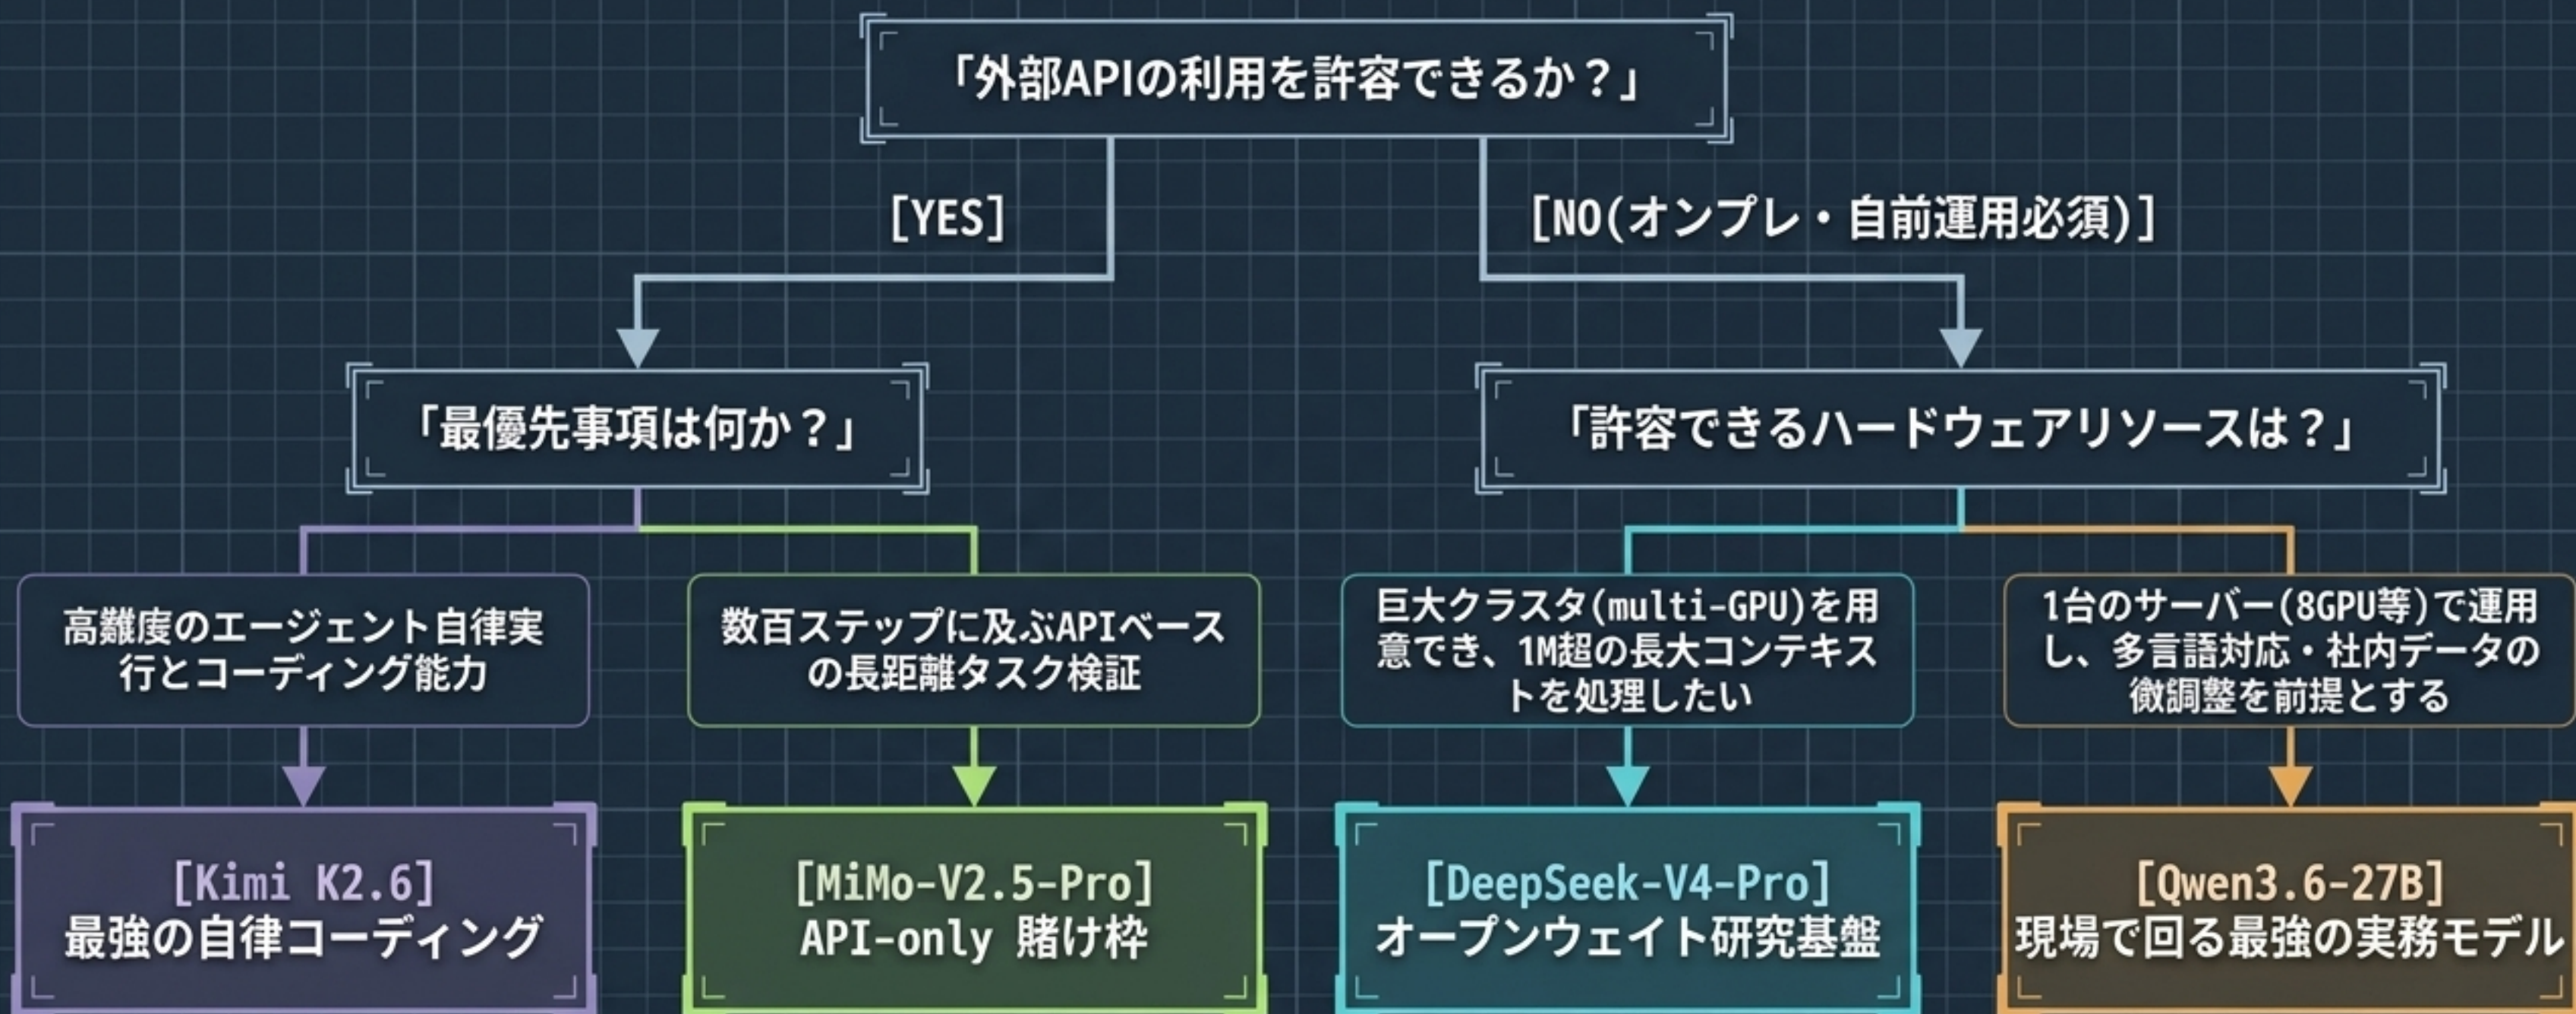 「外部APIの利用を許容できるか？」
[YES]
[NO(オンプレ・自前運用必須)]
「最優先事項は何か？」
「許容できるハードウェアリソースは？」
高難度のエージェント自律実
行とコーディング能力
数百ステップに及ぶAPIベース
の長距離タスク検証
巨大クラスタ(multi-GPU)を用
意でき、1M超の長大コンテキス
トを処理したい
1台のサーバー(8GPU等)で運用
し、多言語対応・社内データの
微調整を前提とする
[Kimi K2.6]
最強の自律コーディング
[MiMo-V2.5-Pro]
API-only 賭け枠
[DeepSeek-V4-Pro]
オープンウェイト研究基盤
[Qwen3.6-27B]
現場で回る最強の実務モデル